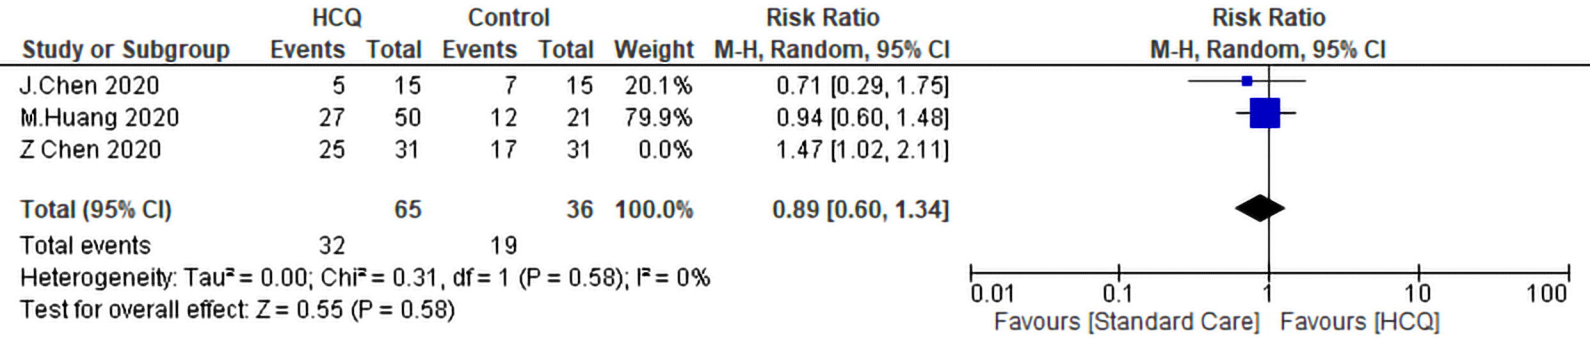 HCQ Control Risk Ratio Risk Ratio
Study or Subgroup Events Total Events Total Weight M-H, Random, 95% CI M-H, Random, 95% CI
J.Chen 2020 5 15 7 15 20.1% 0.71 [0.29, 1.75]
M.Huang 2020 27 50 12 21 79.9% 0.94 [0.60, 1.48]
Z Chen 2020 25 31 17 31 0.0% 1.47 [1.02, 2.11]
Total (95% CI) 65 36 100.0% 0.89 [0.60, 1.34]
Total events 32 19
Heterogeneity: Tau² = 0.00; Chi² = 0.31, df = 1 (P = 0.58); I² = 0%
Test for overall effect: Z = 0.55 (P = 0.58)
0.01 0.1 1 10 100
Favours [Standard Care] Favours [HCQ]